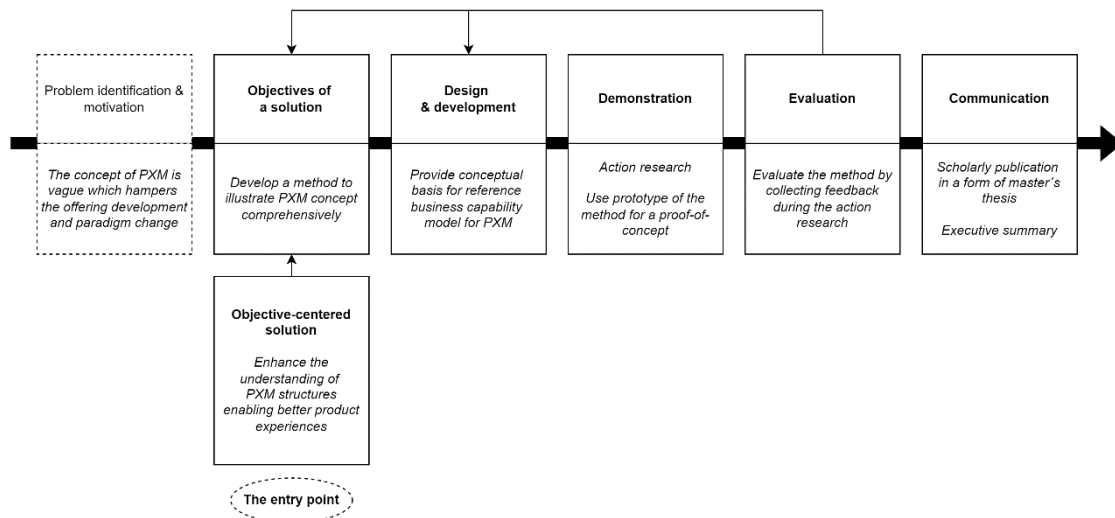 Problem identification &
motivation
The concept of PXM is
vague which hampers
the offering development
and paradigm change
Objectives of
a solution
Develop a method to
illustrate PXM concept
comprehensively
Design
& development
Provide conceptual
basis for reference
business capability
model for PXM
Demonstration
Action research
Use prototype of the
method for a proof-of-
concept
Evaluation
Evaluate the method by
collecting feedback
during the action
research
Communication
Scholarly publication
in a form of master´s
thesis
Executive summary
Objective-centered
solution
Enhance the
understanding of
PXM structures
enabling better product
experiences
The entry point